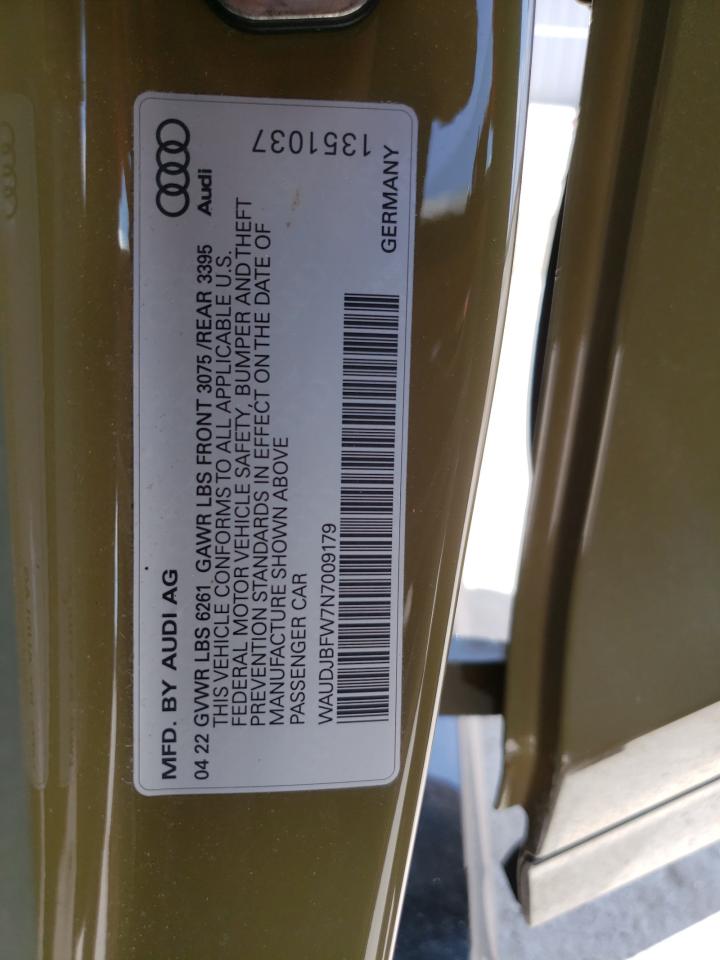 MFD. BY AUDI AG
Audi
04 22 GVWR LBS 6261 GAWR LBS FRONT 3075 /REAR 3395
THIS VEHICLE CONFORMS TO ALL APPLICABLE U.S.
FEDERAL MOTOR VEHICLE SAFETY, BUMPER AND THEFT
PREVENTION STANDARDS IN EFFECT ON THE DATE OF
MANUFACTURE SHOWN ABOVE
PASSENGER CAR
WAUDJBFW7N7009179
GERMANY
1351037